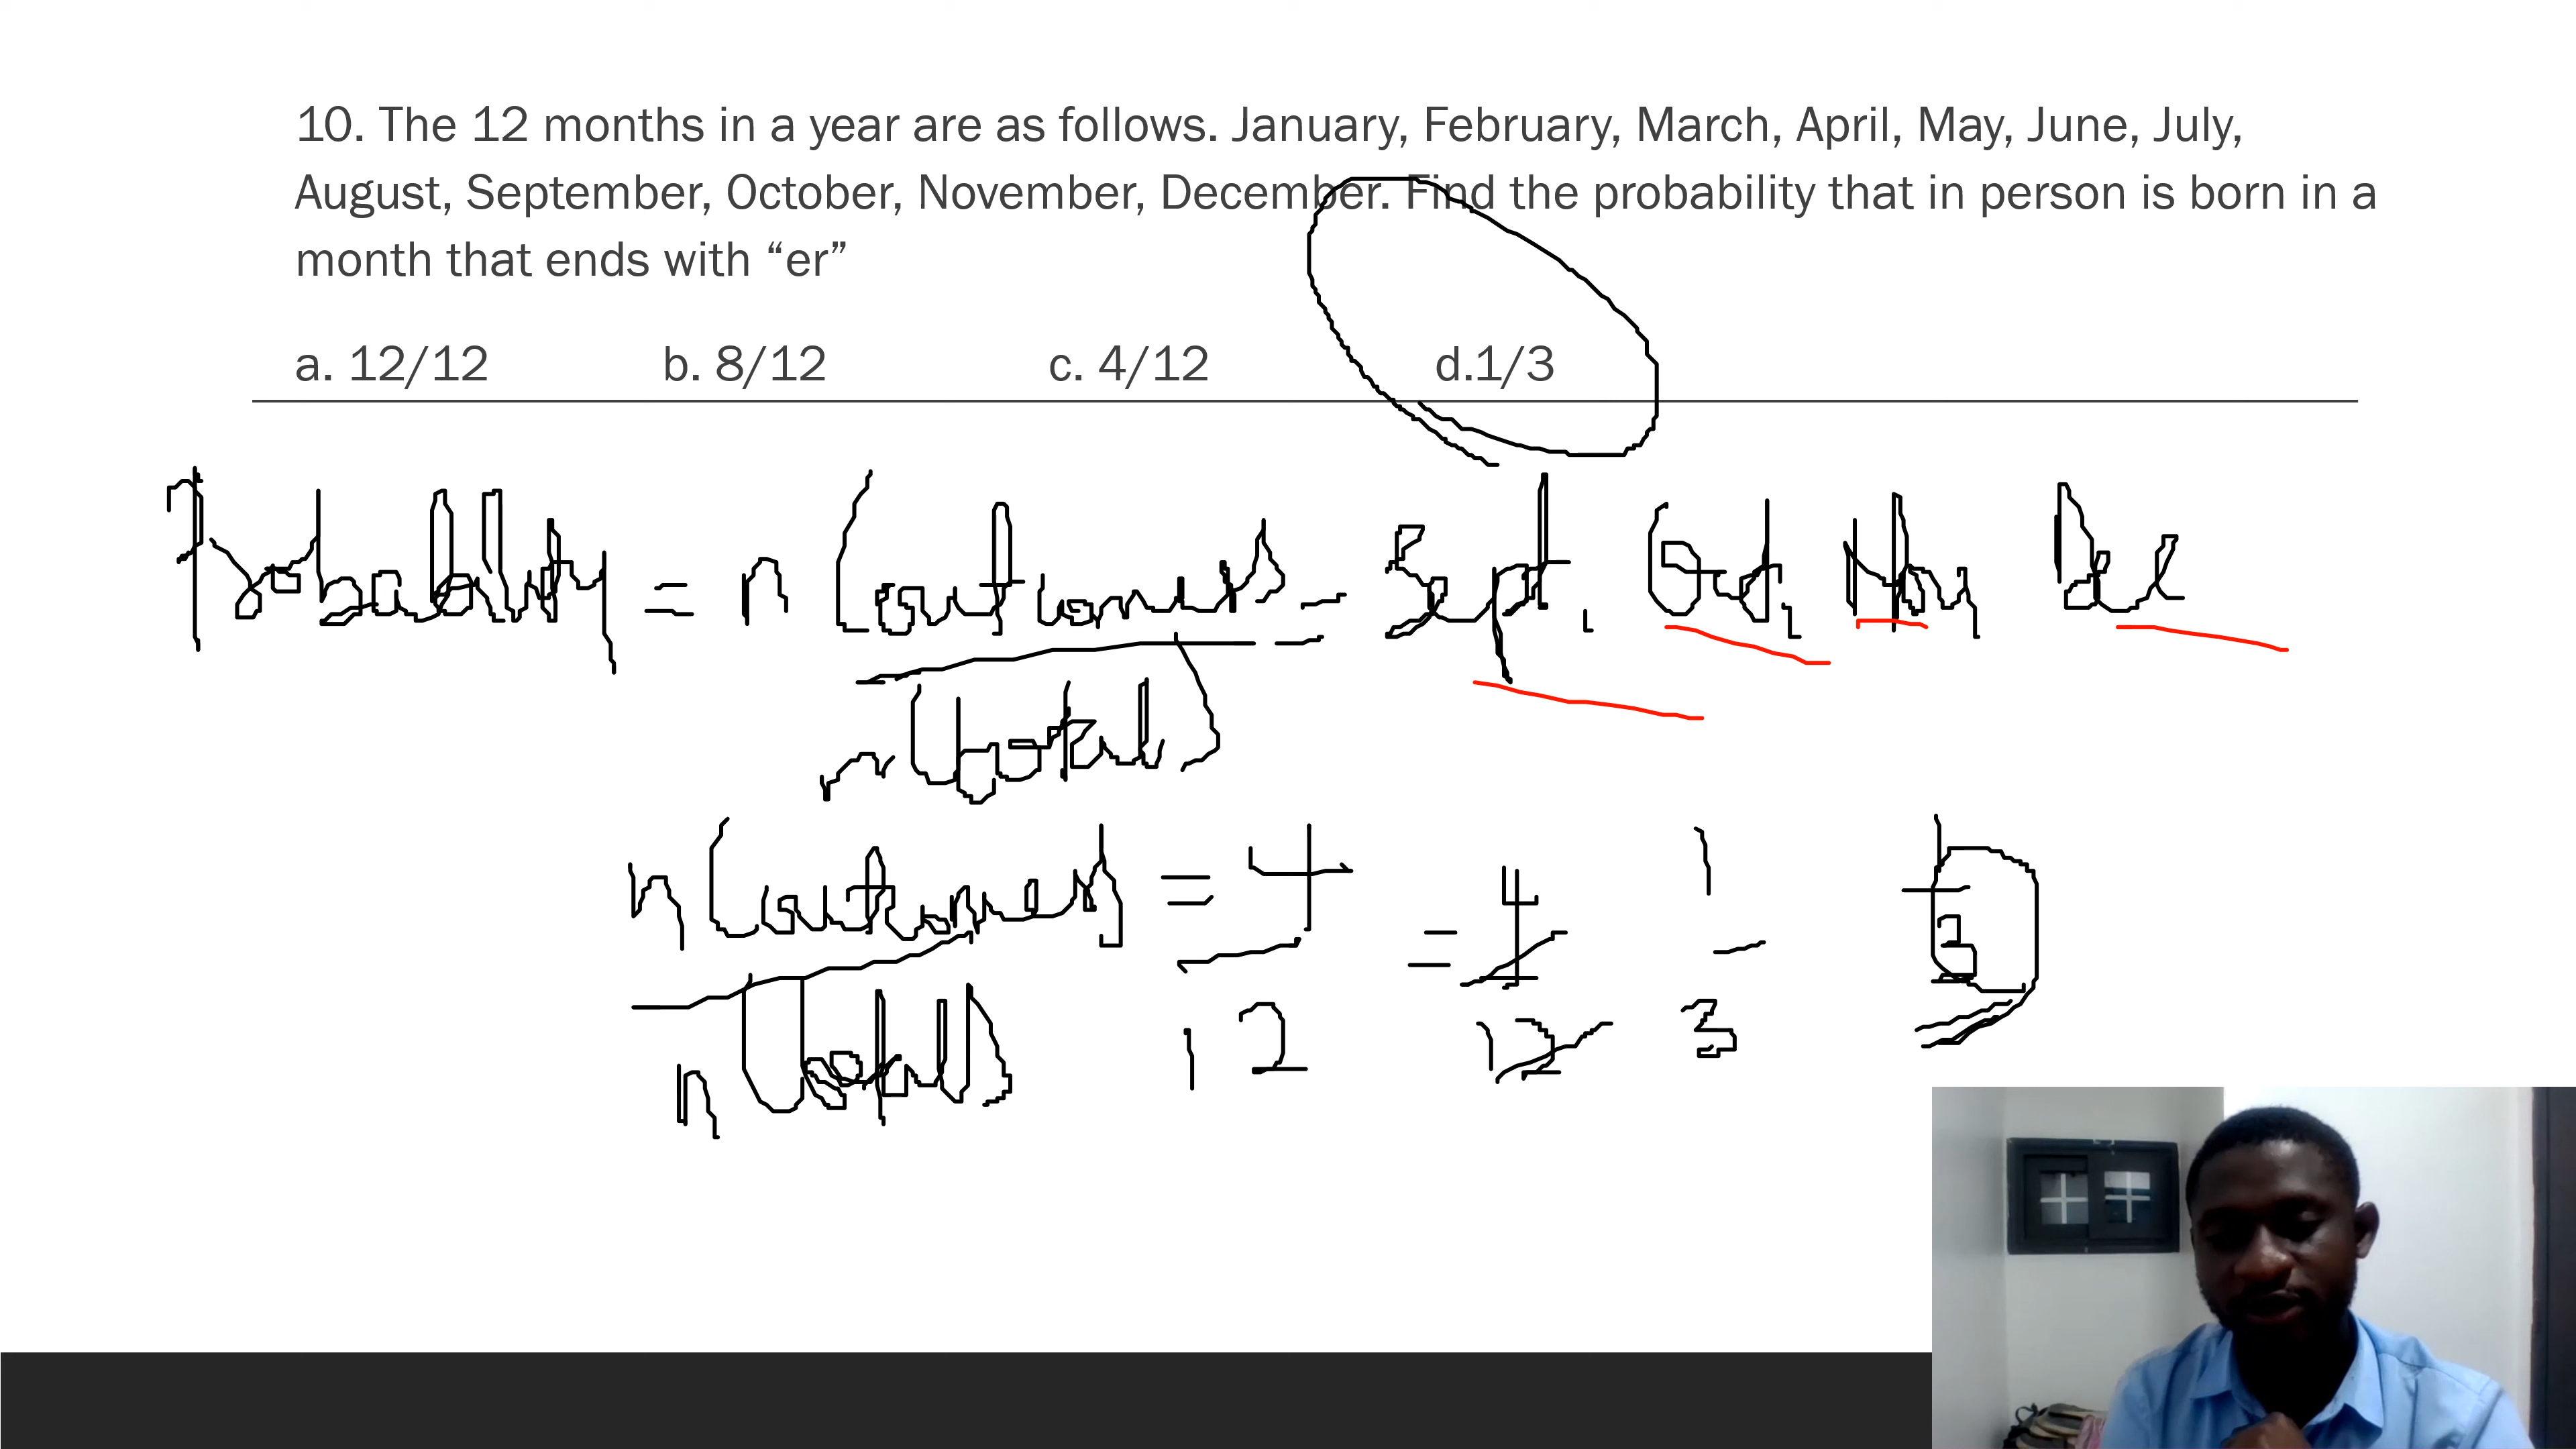 10. The 12 months in a year are as follows. January, February, March, April, May, June, July,
August, September, October, November, December. Find the probability that in person is born in a
month that ends with “er”
a. 12/12 b. 8/12 c. 4/12 d.1/3
Probability = n (outcomes = Sept, Oct, Nov, Dec
n (total)
n (outcomes) = 4 = 4 1 1
n (total) 12 12 3 3